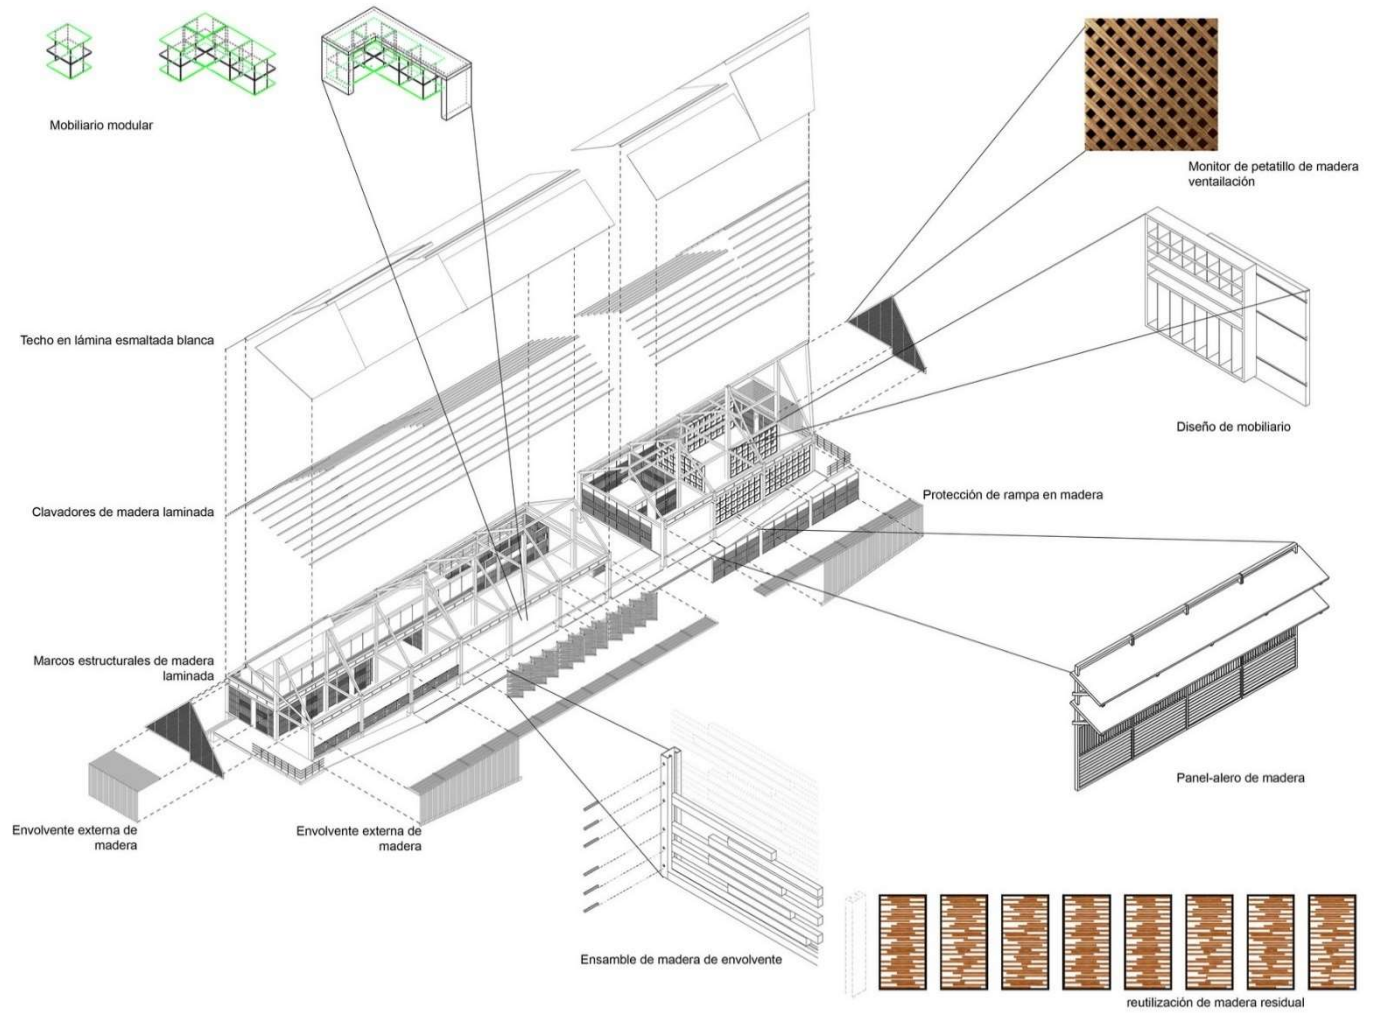 Mobiliario modular
Monitor de petatillo de madera
ventailación
Techo en lámina esmaltada blanca
Diseño de mobiliario
Clavadores de madera laminada
Protección de rampa en madera
Marcos estructurales de madera
laminada
Panel-alero de madera
Envolvente externa de
madera
Envolvente externa de
madera
Ensamble de madera de envolvente
reutilización de madera residual